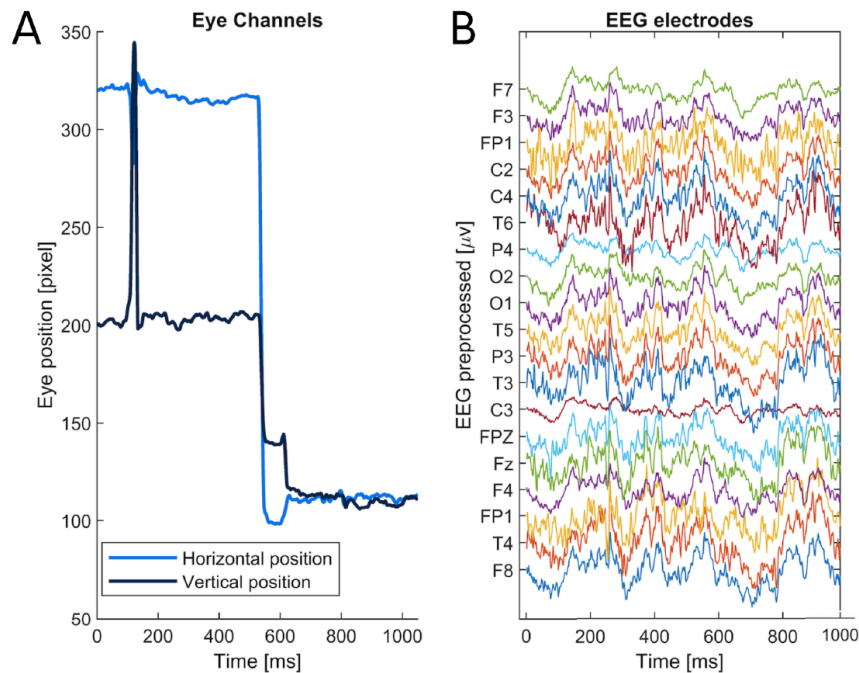 A
Eye Channels
Eye position [pixel]
350
300
250
200
150
100
50
Horizontal position
Vertical position
0
200
400
600
800
1000
Time [ms]
B
EEG electrodes
EEG preprocessed [μv]
F7
F3
FP1
C2
C4
T6
P4
O2
O1
T5
P3
T3
C3
FPZ
Fz
F4
FP1
T4
F8
0
200
400
600
800
1000
Time [ms]